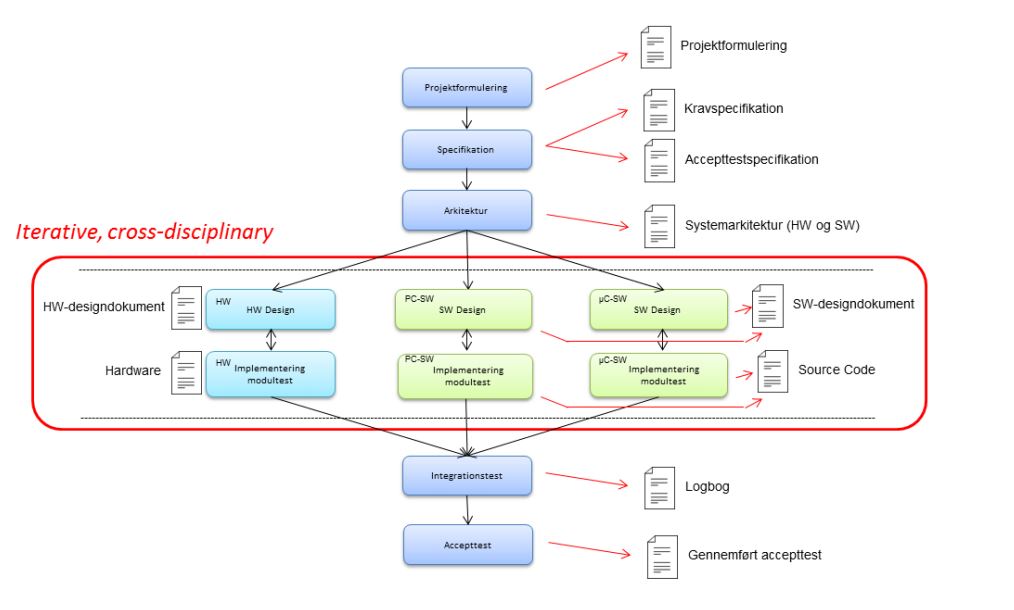 Projektformulering
Projektformulering
Kravspecifikation
Specifikation
Accepttestspecifikation
Arkitektur
Systemarkitektur (HW og SW)
Iterative, cross-disciplinary
HW-designdokument
HW
HW Design
PC-SW
SW Design
µC-SW
SW Design
SW-designdokument
Hardware
HW
Implementering
modultest
PC-SW
Implementering
modultest
µC-SW
Implementering
modultest
Source Code
Integrationstest
Logbog
Accepttest
Gennemført accepttest